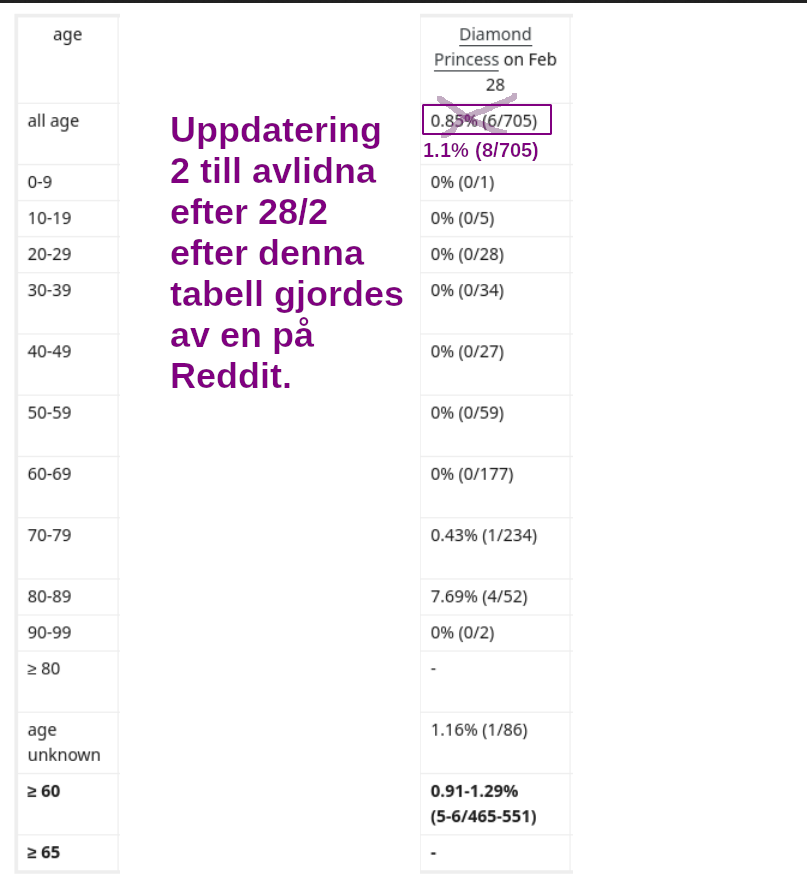 age
Diamond
Princess on Feb
28
all age
0.85% (6/705)
1.1% (8/705)
Uppdatering
2 till avlidna
efter 28/2
efter denna
tabell gjordes
av en på
Reddit.
0-9 0% (0/1)
10-19 0% (0/5)
20-29 0% (0/28)
30-39 0% (0/34)
40-49 0% (0/27)
50-59 0% (0/59)
60-69 0% (0/177)
70-79 0.43% (1/234)
80-89 7.69% (4/52)
90-99 0% (0/2)
≥ 80 -
age
unknown
1.16% (1/86)
≥ 60
0.91-1.29%
(5-6/465-551)
≥ 65 -